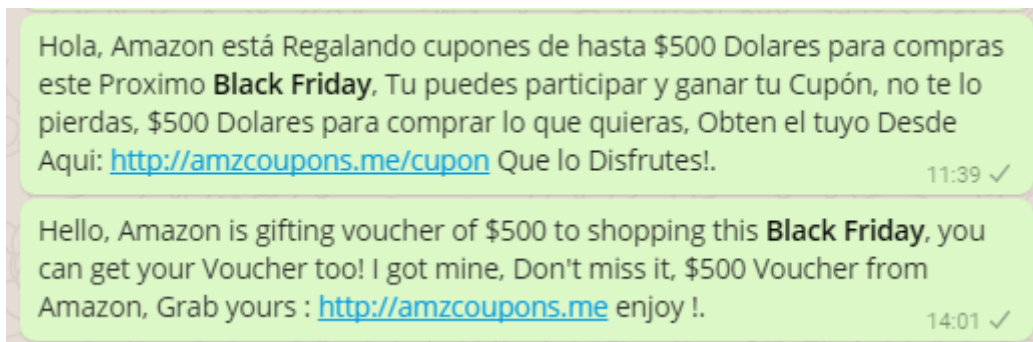 Hola, Amazon está Regalando cupones de hasta $500 Dolares para compras
este Proximo Black Friday, Tu puedes participar y ganar tu Cupón, no te lo
pierdas, $500 Dolares para comprar lo que quieras, Obten el tuyo Desde
Aqui: http://amzcoupons.me/cupon Que lo Disfrutes!.
11:39
Hello, Amazon is gifting voucher of $500 to shopping this Black Friday, you
can get your Voucher too! I got mine, Don't miss it, $500 Voucher from
Amazon, Grab yours : http://amzcoupons.me enjoy !.
14:01